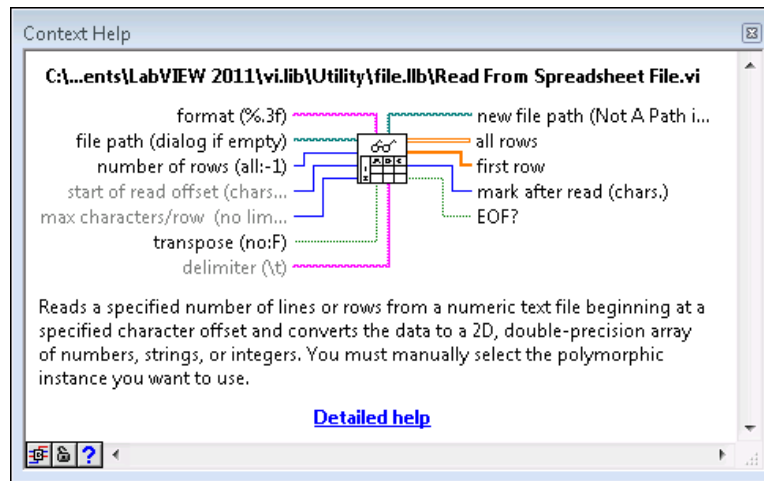 Context Help
C:\...ents\LabVIEW 2011\vi.lib\Utility\file.llb\Read From Spreadsheet File.vi
format (%.3f)
new file path (Not A Path i...
file path (dialog if empty)
all rows
number of rows (all:-1)
first row
start of read offset (chars...
mark after read (chars.)
max characters/row (no lim...
EOF?
transpose (no:F)
delimiter (\t)
Reads a specified number of lines or rows from a numeric text file beginning at a
specified character offset and converts the data to a 2D, double-precision array
of numbers, strings, or integers. You must manually select the polymorphic
instance you want to use.
Detailed help
?